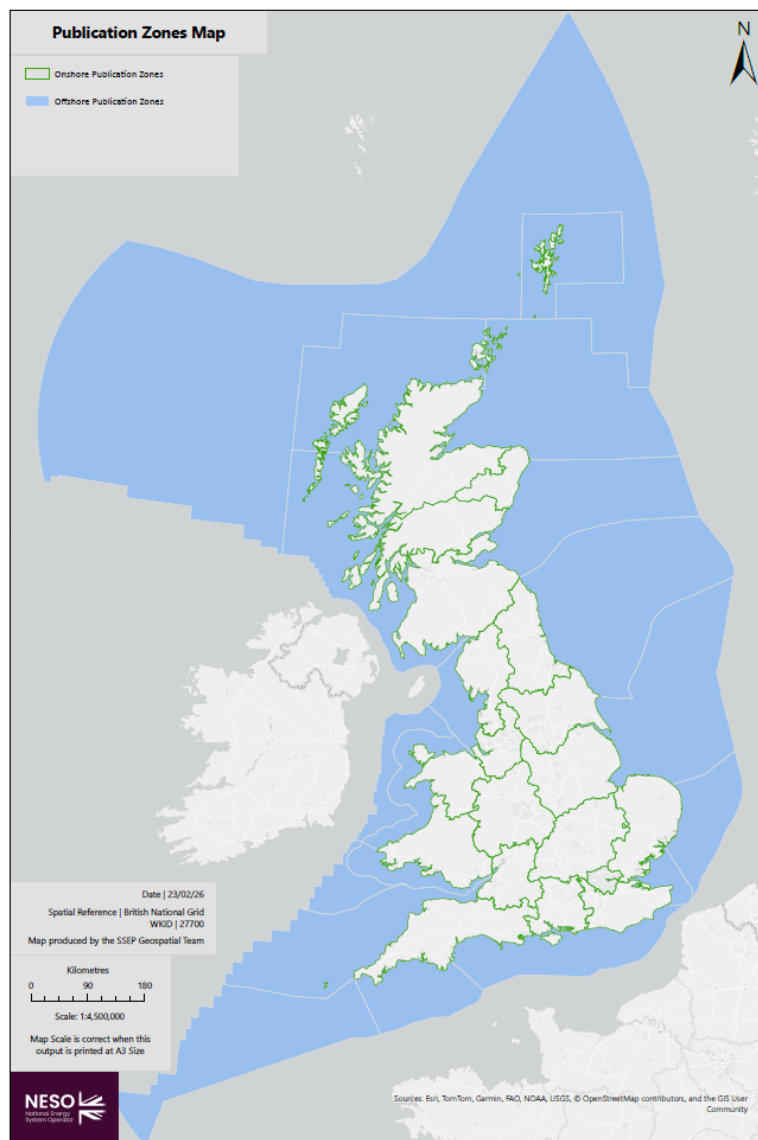 Publication Zones Map
N
Onshore Publication Zones
Offshore Publication Zones
Date | 23/02/26
Spatial Reference | British National Grid
WKID | 27700
Map produced by the SSEP Geospatial Team
Kilometres
0 90 180
Scale: 1:4,500,000
Map Scale is correct when this
output is printed at A3 Size
NESO
National Energy
System Operator
Sources: Esri, TomTom, Garmin, FAO, NOAA, USGS, © OpenStreetMap contributors, and the GIS User
Community